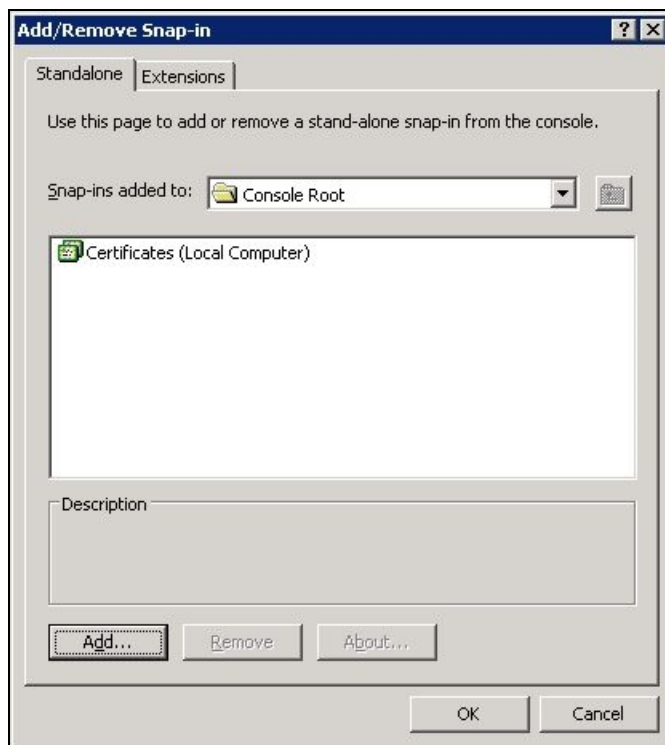 Add/Remove Snap-in
Standalone
Extensions
Use this page to add or remove a stand-alone snap-in from the console.
Snap-ins added to:
Console Root
Certificates (Local Computer)
Description
Add...
Remove
About...
OK
Cancel